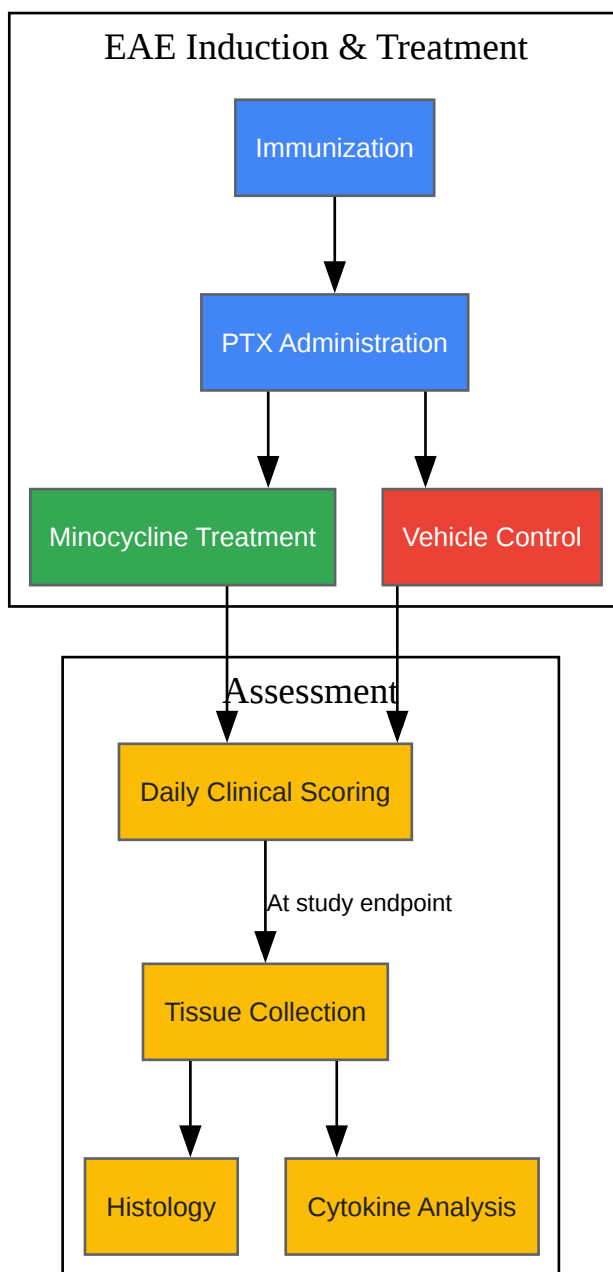 EAE Induction & Treatment
Immunization
PTX Administration
Minocycline Treatment
Vehicle Control
Assessment
Daily Clinical Scoring
At study endpoint
Tissue Collection
Histology
Cytokine Analysis